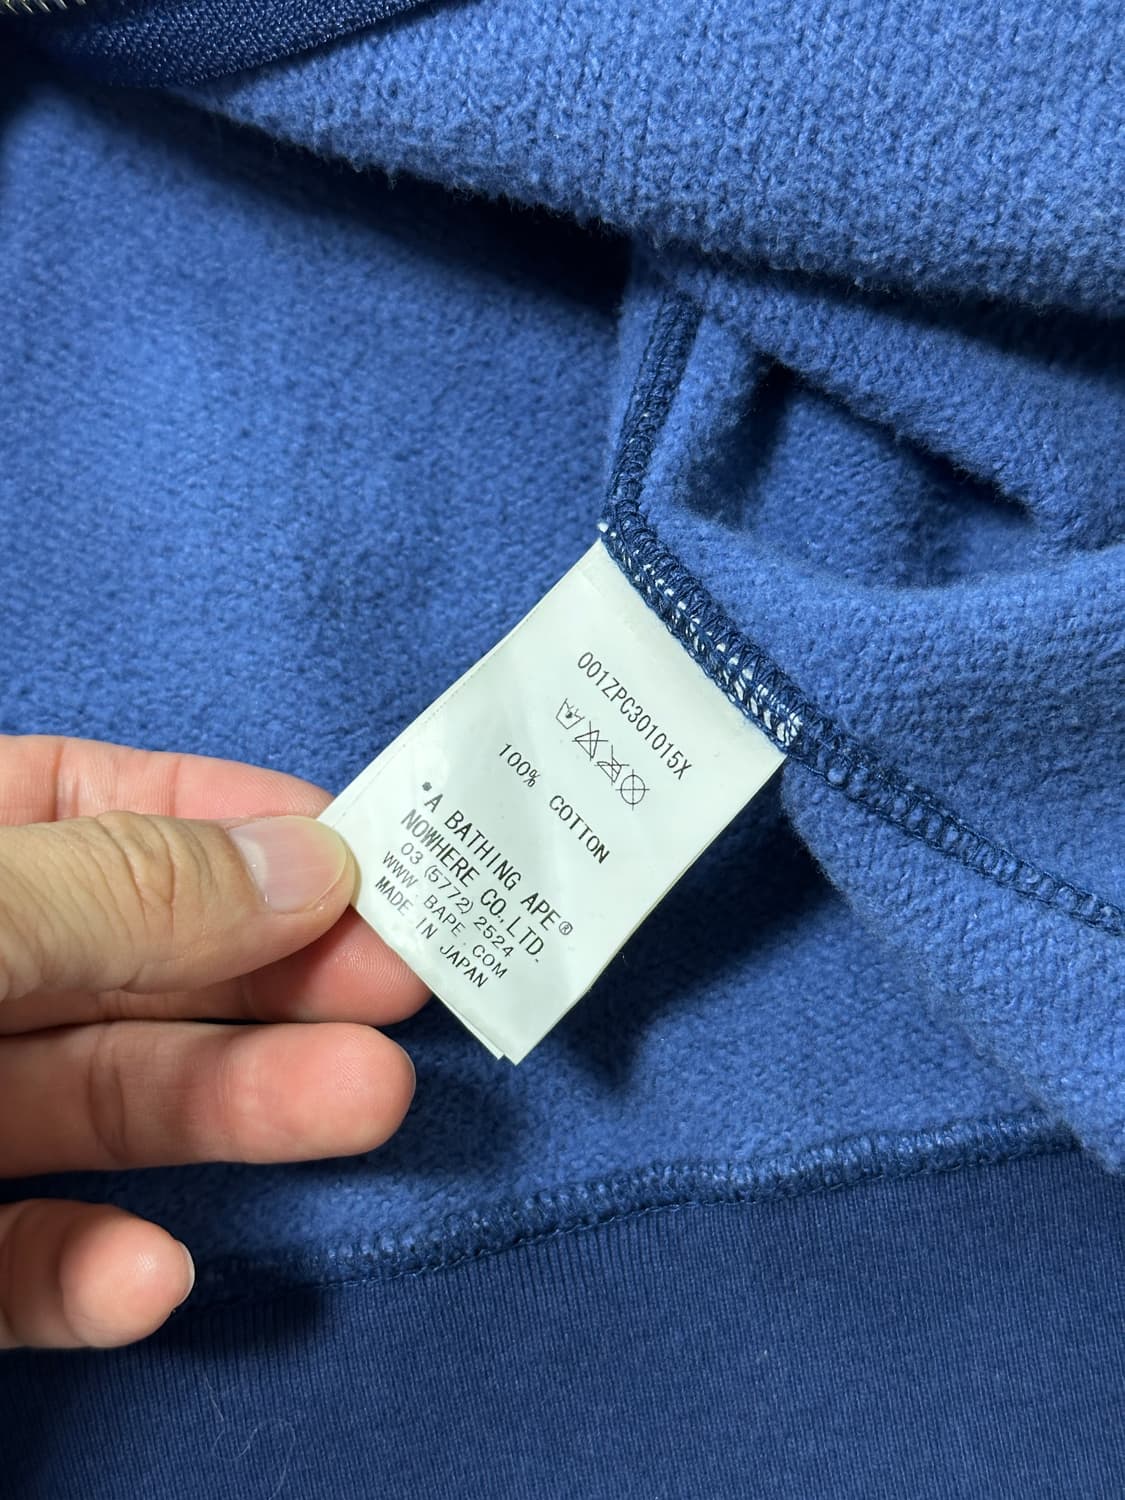 001ZPC301015X
100% COTTON
*A BATHING APE®
NOWHERE CO., LTD.
03 (5772) 2524
WWW . BAPE . COM
MADE IN JAPAN